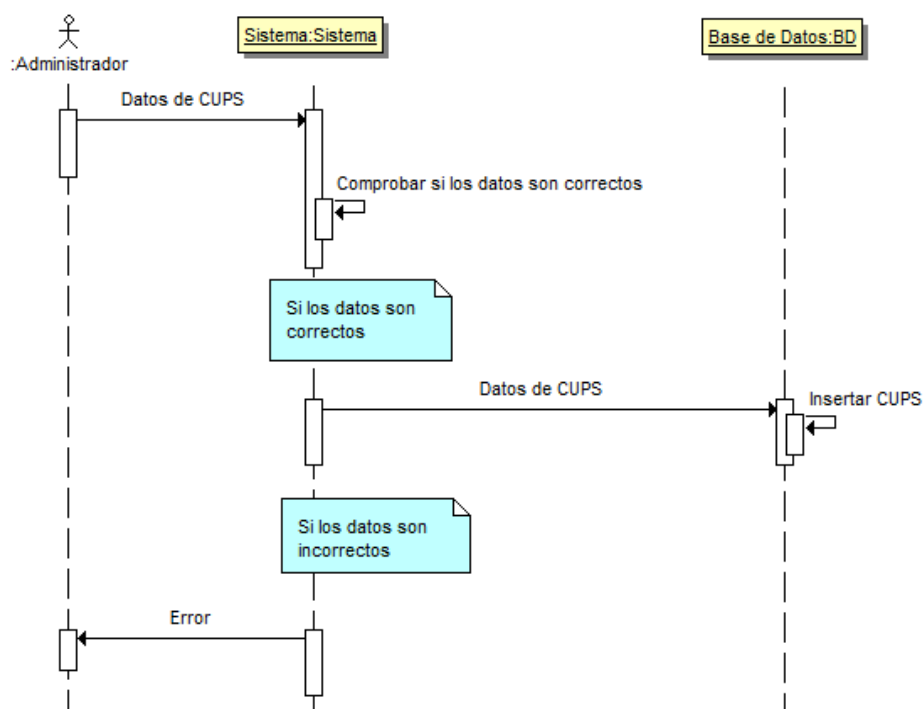 Sistema:Sistema
Base de Datos:BD
:Administrador
Datos de CUPS
Comprobar si los datos son correctos
Si los datos son
correctos
Datos de CUPS
Insertar CUPS
Si los datos son
incorrectos
Error